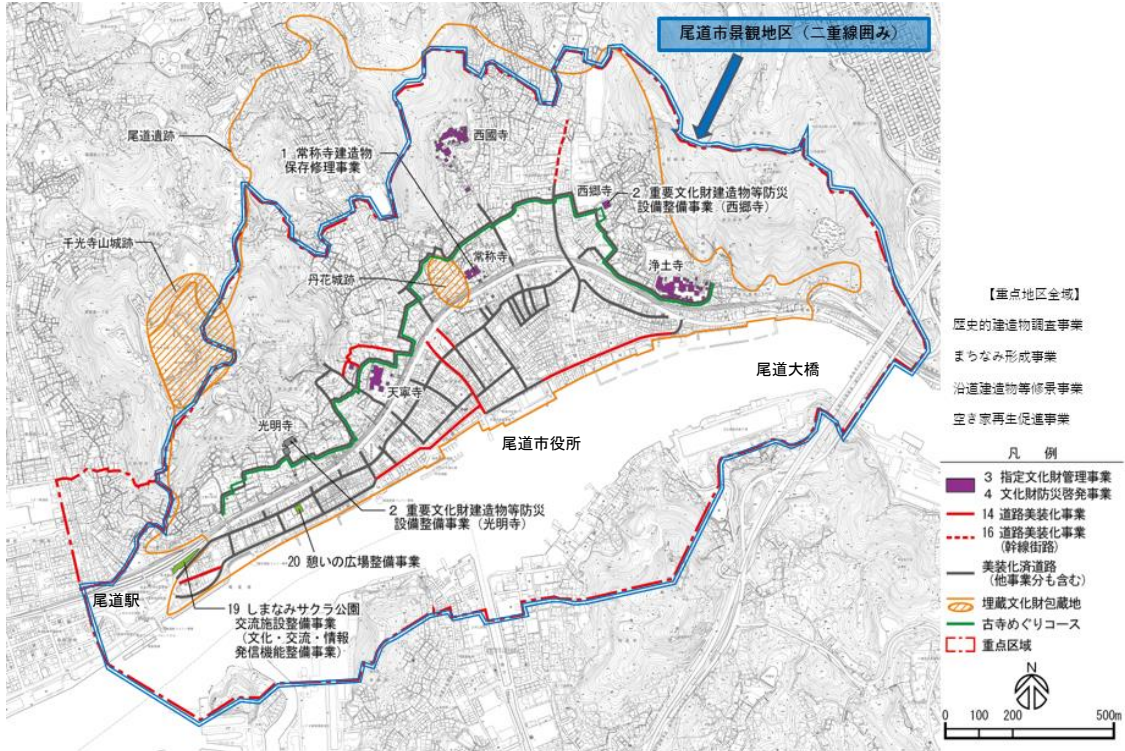 尾道市景観地区（二重線囲み）
尾道遺跡
1 常称寺建造物
保存修理事業
西國寺
西郷寺
2 重要文化財建造物等防災
設備整備事業（西郷寺）
千光寺山城跡
丹花城跡
常称寺
浄土寺
天寧寺
光明寺
尾道市役所
尾道大橋
2 重要文化財建造物等防災
設備整備事業（光明寺）
20 憩いの広場整備事業
尾道駅
19 しまなみサクラ公園
交流施設整備事業
（文化・交流・情報
発信機能整備事業）
【重点地区全域】
歴史的建造物調査事業
まちなみ形成事業
沿道建造物等修景事業
空き家再生促進事業
凡 例
3 指定文化財管理事業
4 文化財防災啓発事業
14 道路美装化事業
16 道路美装化事業
（幹線街路）
美装化済道路
（他事業分も含む）
埋蔵文化財包蔵地
古寺めぐりコース
重点区域
N
0 100 200 500m